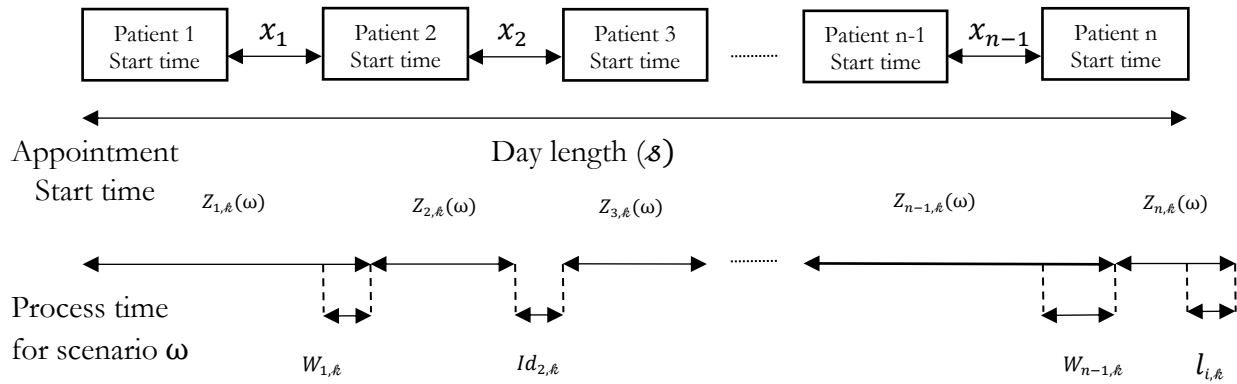 Patient 1
Start time
x₁
Patient 2
Start time
x₂
Patient 3
Start time
Patient n-1
Start time
xₙ₋₁
Patient n
Start time
Appointment
Start time
Day length (𝓈)
Z₁,𝓀(ω)
Z₂,𝓀(ω)
Z₃,𝓀(ω)
Zₙ₋₁,𝓀(ω)
Zₙ,𝓀(ω)
Process time
for scenario ω
W₁,𝓀
Id₂,𝓀
Wₙ₋₁,𝓀
lᵢ,𝓀